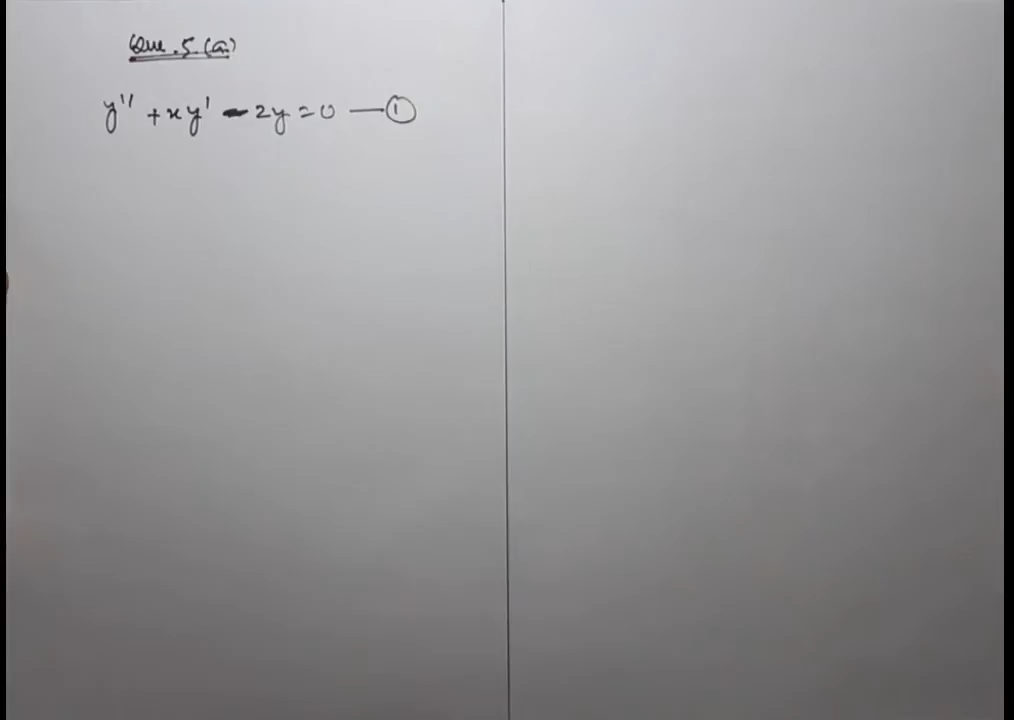 Que. 5. (a)
y'' + xy' - 2y = 0 — ①